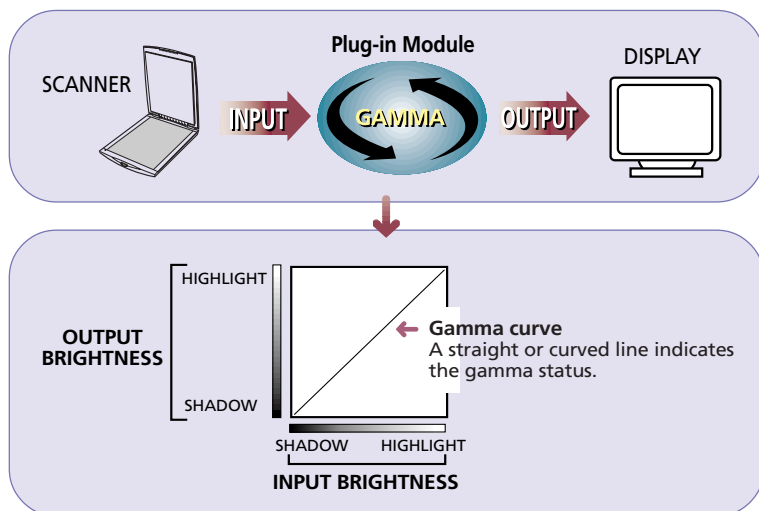 Plug-in Module
SCANNER
DISPLAY
INPUT
GAMMA
OUTPUT
HIGHLIGHT
OUTPUT
BRIGHTNESS
SHADOW
Gamma curve
A straight or curved line indicates
the gamma status.
SHADOW HIGHLIGHT
INPUT BRIGHTNESS